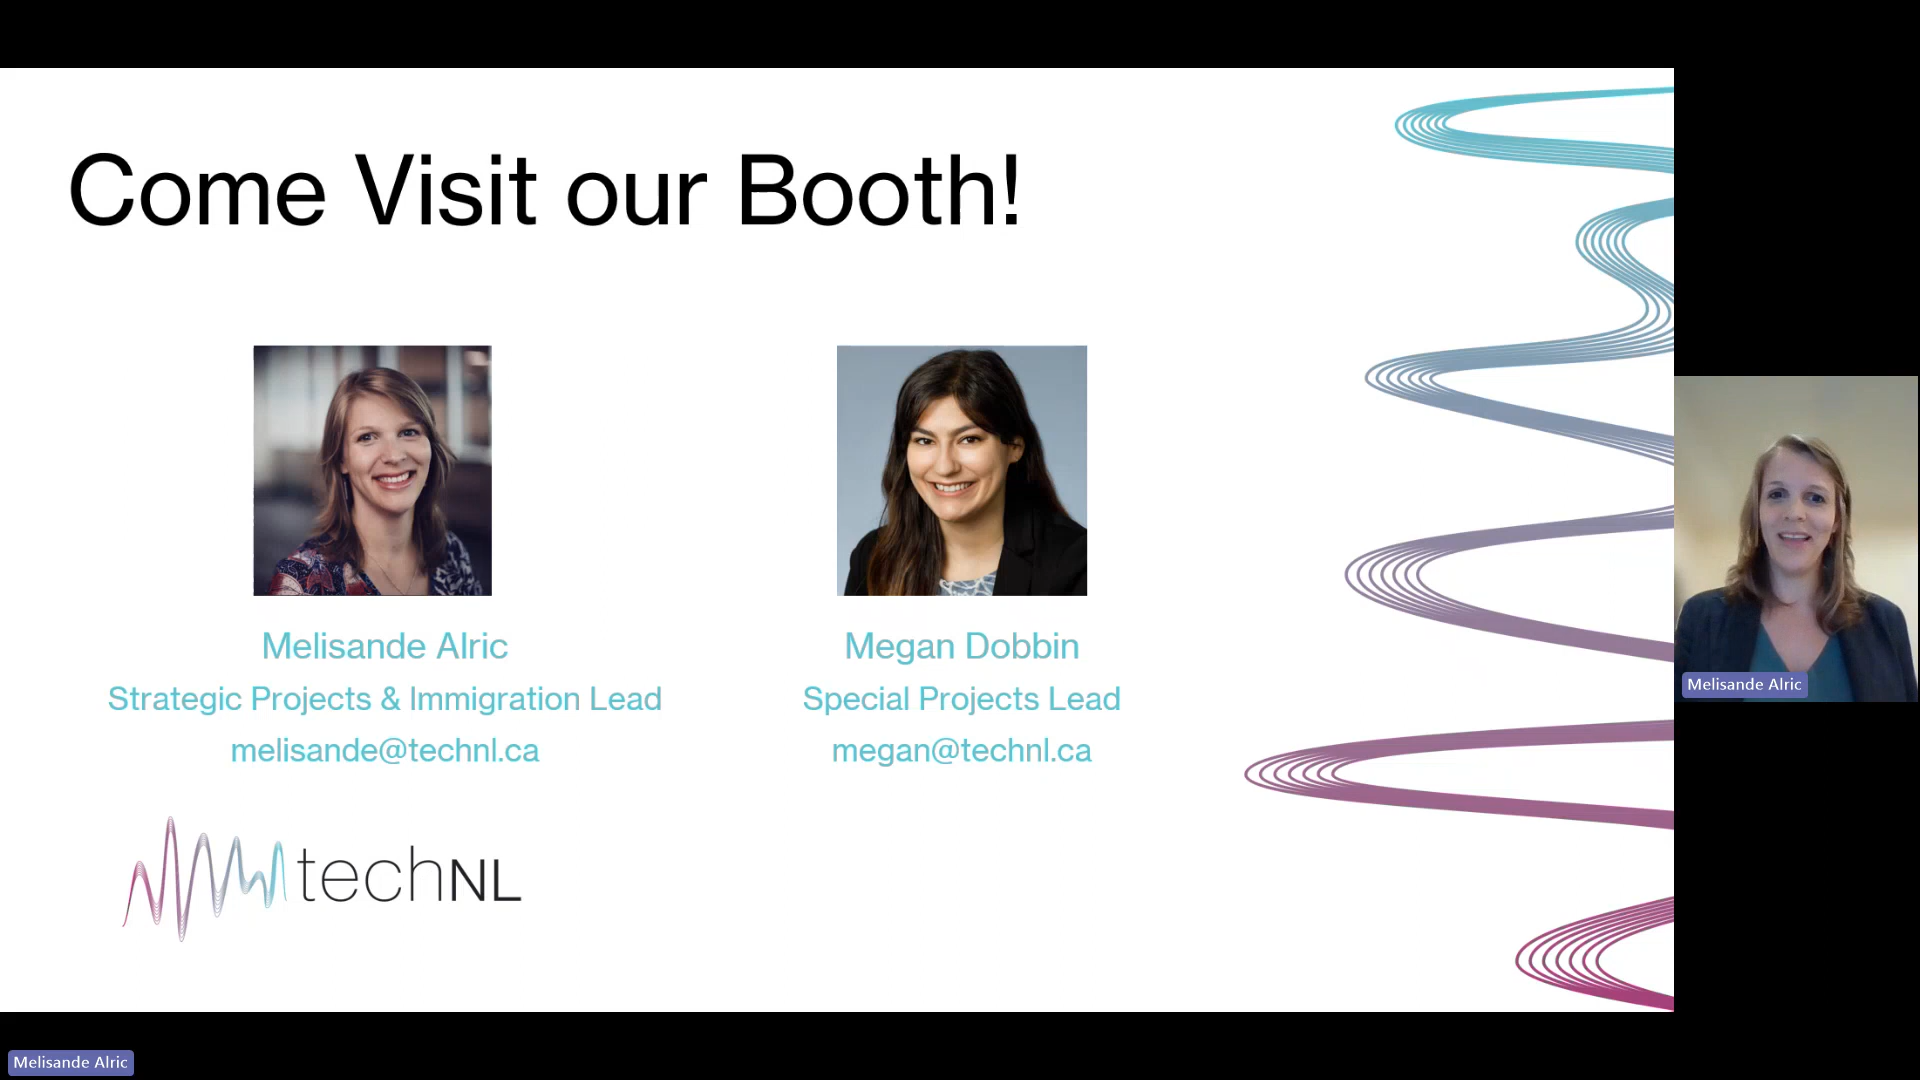 Come Visit our Booth!
Melisande Alric
Strategic Projects & Immigration Lead
melisande@technl.ca
Megan Dobbin
Special Projects Lead
megan@technl.ca
techNL
Melisande Alric
Melisande Alric